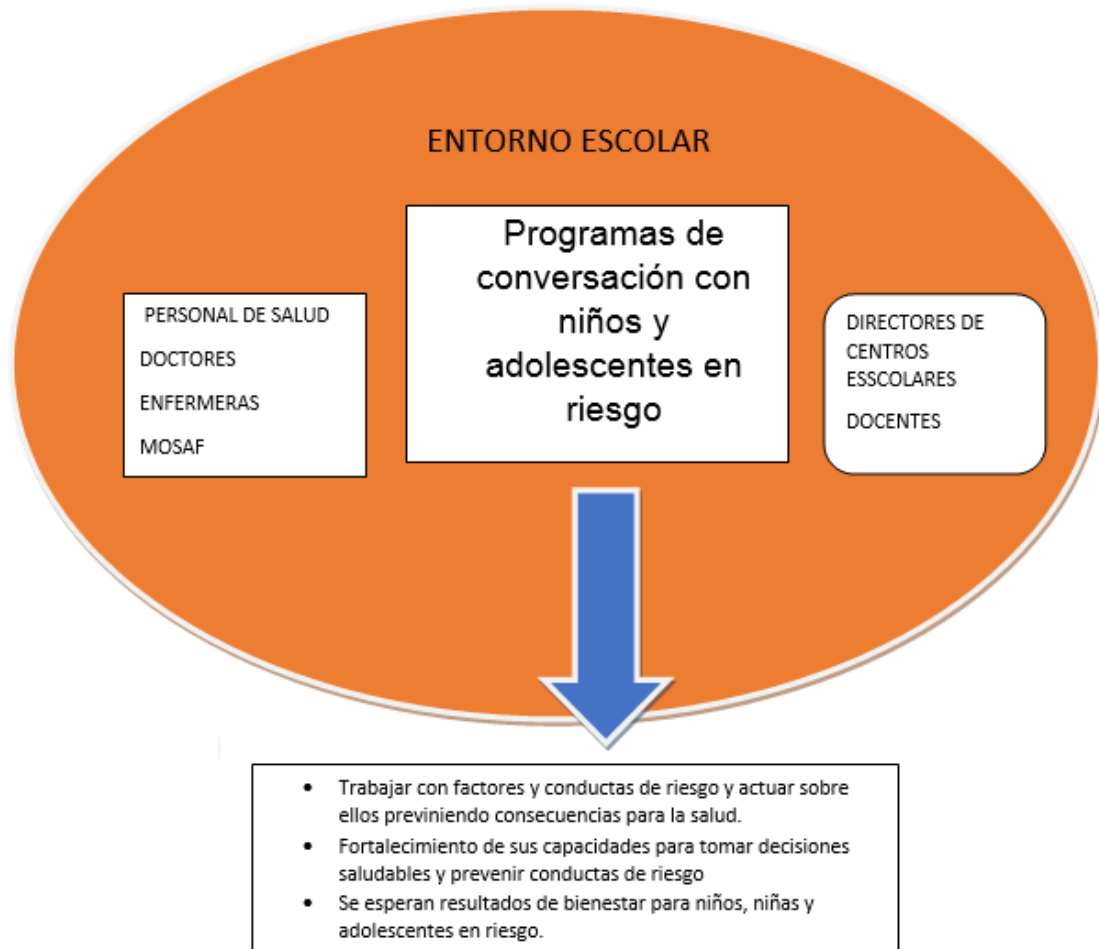 ENTORNO ESCOLAR
Programas de
conversación con
niños y
adolescentes en
riesgo
PERSONAL DE SALUD
DOCTORES
ENFERMERAS
MOSAF
DIRECTORES DE
CENTROS
ESSCOLARES
DOCENTES
• Trabajar con factores y conductas de riesgo y actuar sobre
ellos previniendo consecuencias para la salud.
• Fortalecimiento de sus capacidades para tomar decisiones
saludables y prevenir conductas de riesgo
• Se esperan resultados de bienestar para niños, niñas y
adolescentes en riesgo.